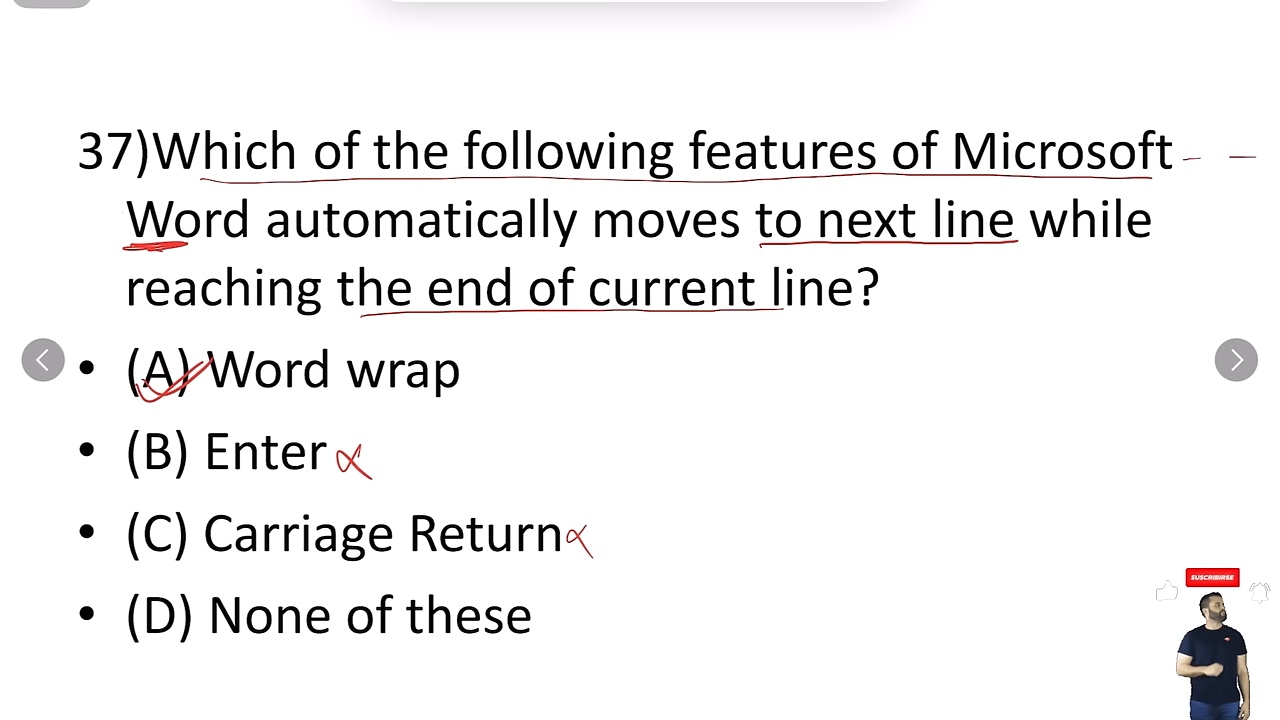 37)Which of the following features of Microsoft
Word automatically moves to next line while
reaching the end of current line?
• (A) Word wrap
• (B) Enter
• (C) Carriage Return
• (D) None of these
SUSCRIBIRSE